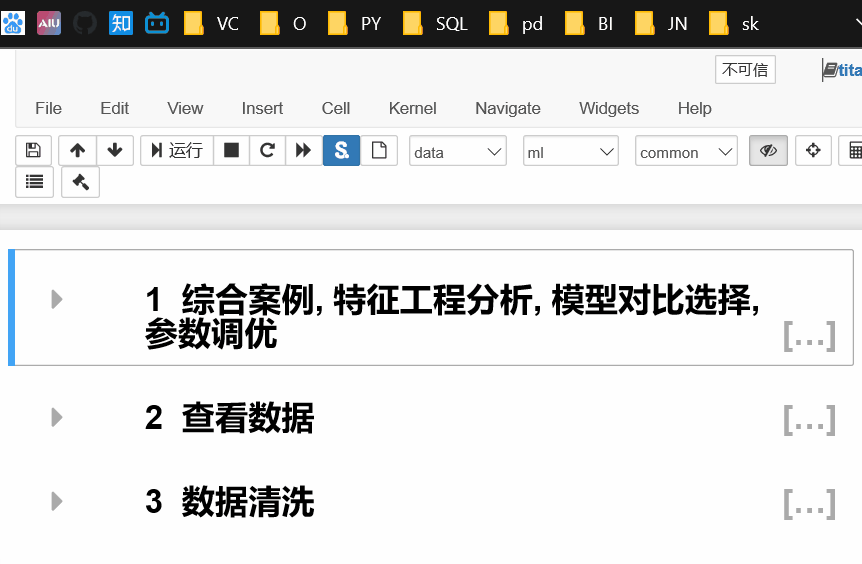 du AIU 知 VC O PY SQL pd BI JN sk
不可信 tita
File Edit View Insert Cell Kernel Navigate Widgets Help
运行 data ml common
1 综合案例, 特征工程分析, 模型对比选择,
参数调优 [...]
2 查看数据 [...]
3 数据清洗 [...]